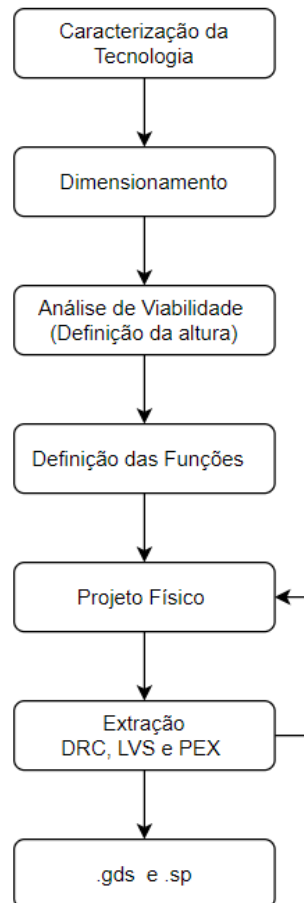 Caracterização da
Tecnologia
Dimensionamento
Análise de Viabilidade
(Definição da altura)
Definição das Funções
Projeto Físico
Extração
DRC, LVS e PEX
.gds e .sp